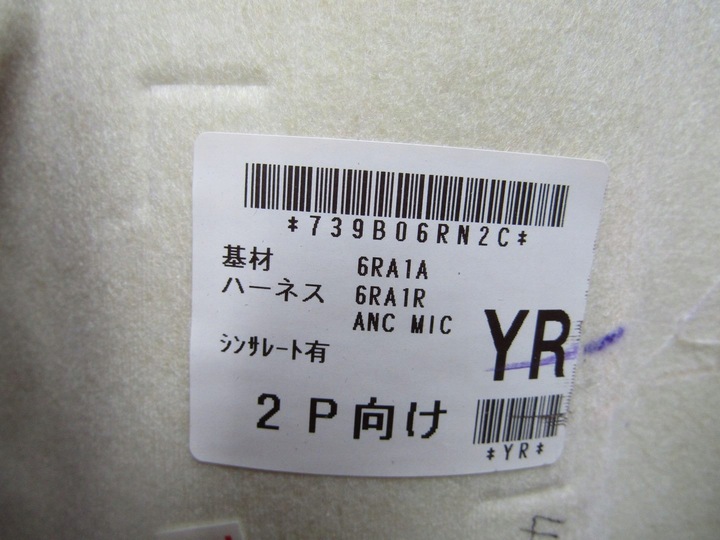 *739B06RN2C*
基材 6RA1A
ハーネス 6RA1R
ANC MIC
ｼﾝｻﾚｰﾄ有
YR
2P向け
*YR*